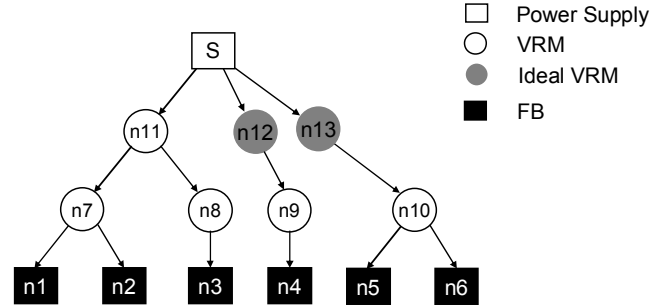 Power Supply
VRM
Ideal VRM
FB
S
n11
n12
n13
n7
n8
n9
n10
n1
n2
n3
n4
n5
n6